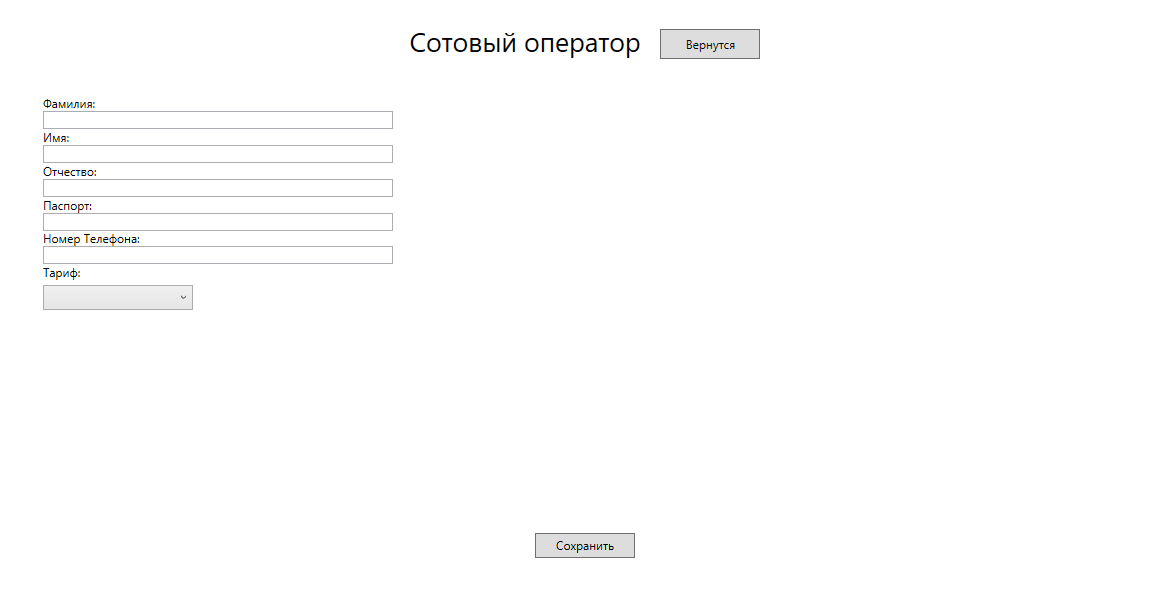 Сотовый оператор
Вернутся
Фамилия:
Имя:
Отчество:
Паспорт:
Номер Телефона:
Тариф:
Сохранить